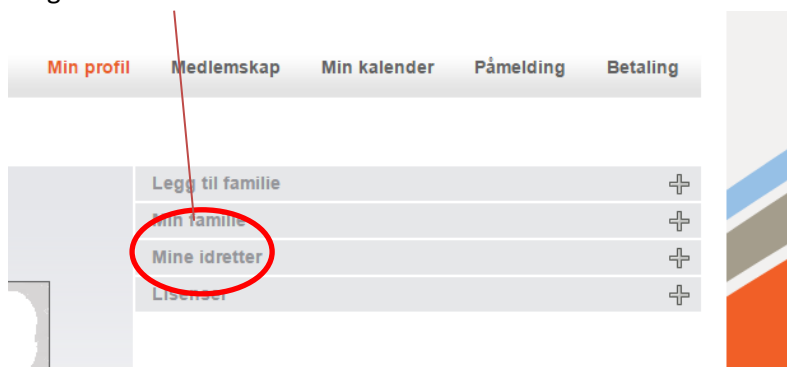 Min profil Medlemskap Min kalender Påmelding Betaling
Legg til familie
Min familie
Mine idretter
Lisenser